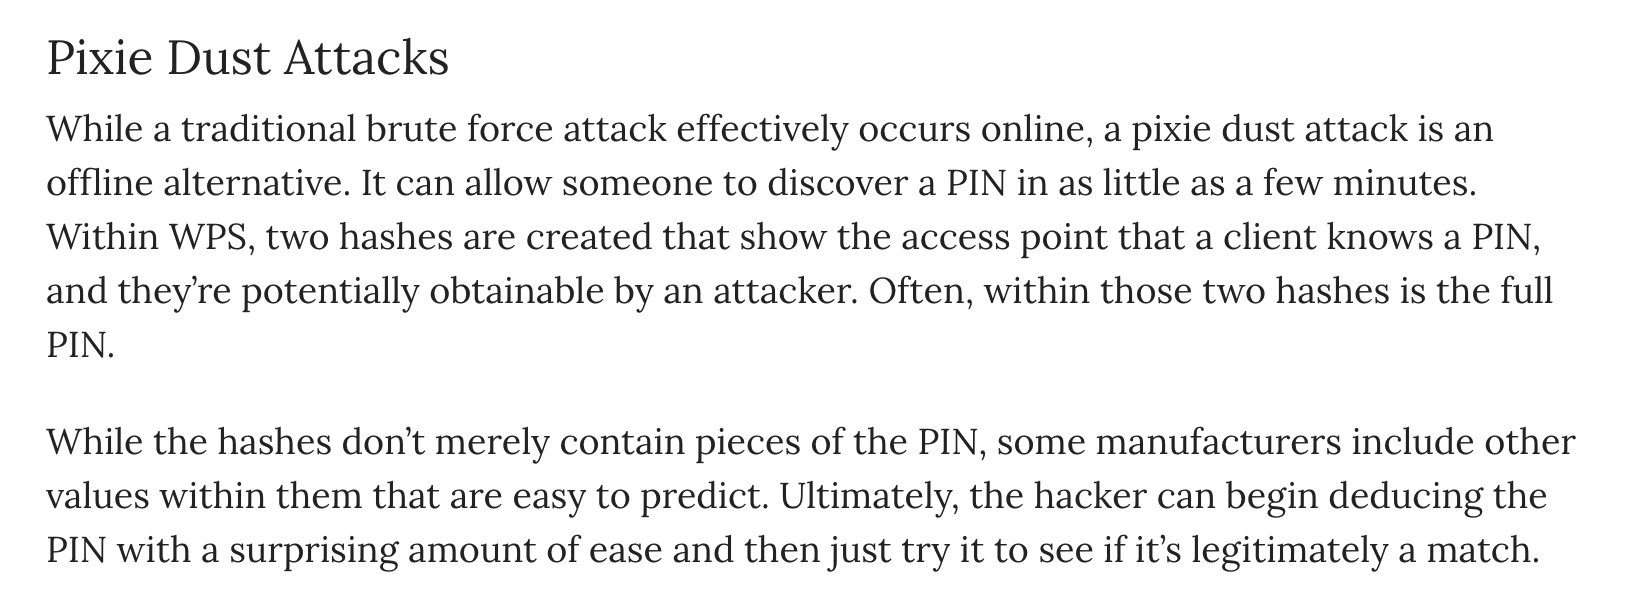 Pixie Dust Attacks
While a traditional brute force attack effectively occurs online, a pixie dust attack is an
offline alternative. It can allow someone to discover a PIN in as little as a few minutes.
Within WPS, two hashes are created that show the access point that a client knows a PIN,
and they’re potentially obtainable by an attacker. Often, within those two hashes is the full
PIN.
While the hashes don’t merely contain pieces of the PIN, some manufacturers include other
values within them that are easy to predict. Ultimately, the hacker can begin deducing the
PIN with a surprising amount of ease and then just try it to see if it’s legitimately a match.